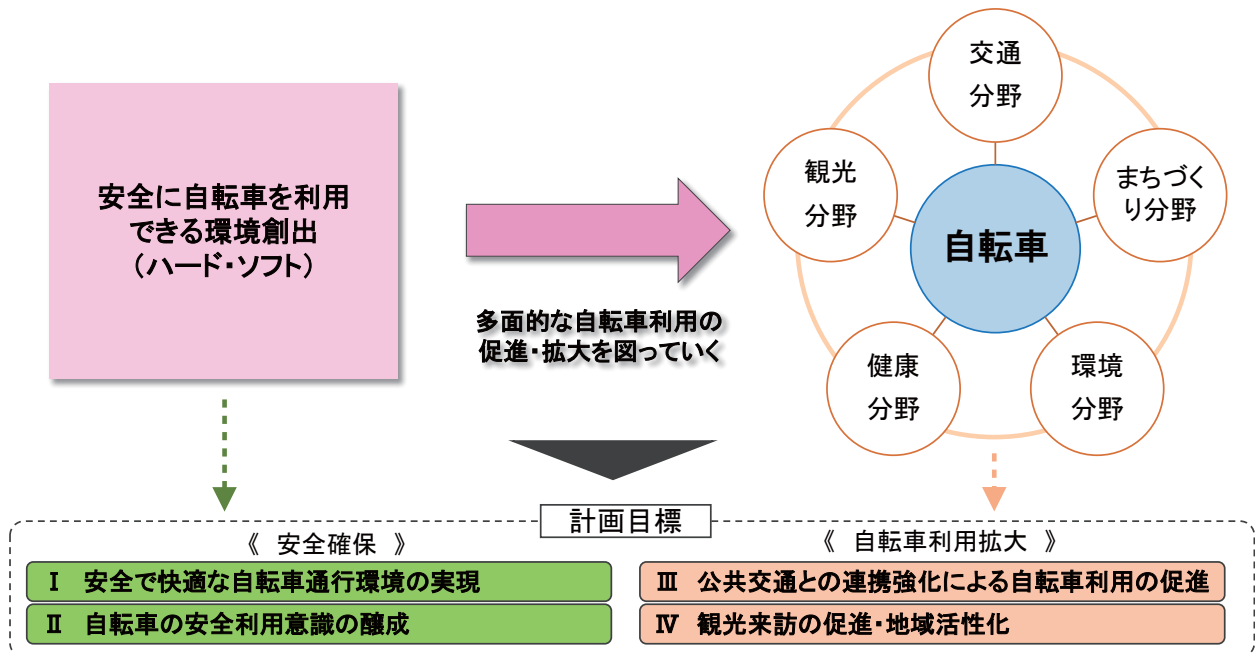 安全に自転車を利用
できる環境創出
（ハード・ソフト）
多面的な自転車利用の
促進・拡大を図っていく
交通
分野
観光
分野
まちづく
り分野
自転車
健康
分野
環境
分野
計画目標
《 安全確保 》
Ⅰ 安全で快適な自転車通行環境の実現
Ⅱ 自転車の安全利用意識の醸成
《 自転車利用拡大 》
Ⅲ 公共交通との連携強化による自転車利用の促進
Ⅳ 観光来訪の促進・地域活性化